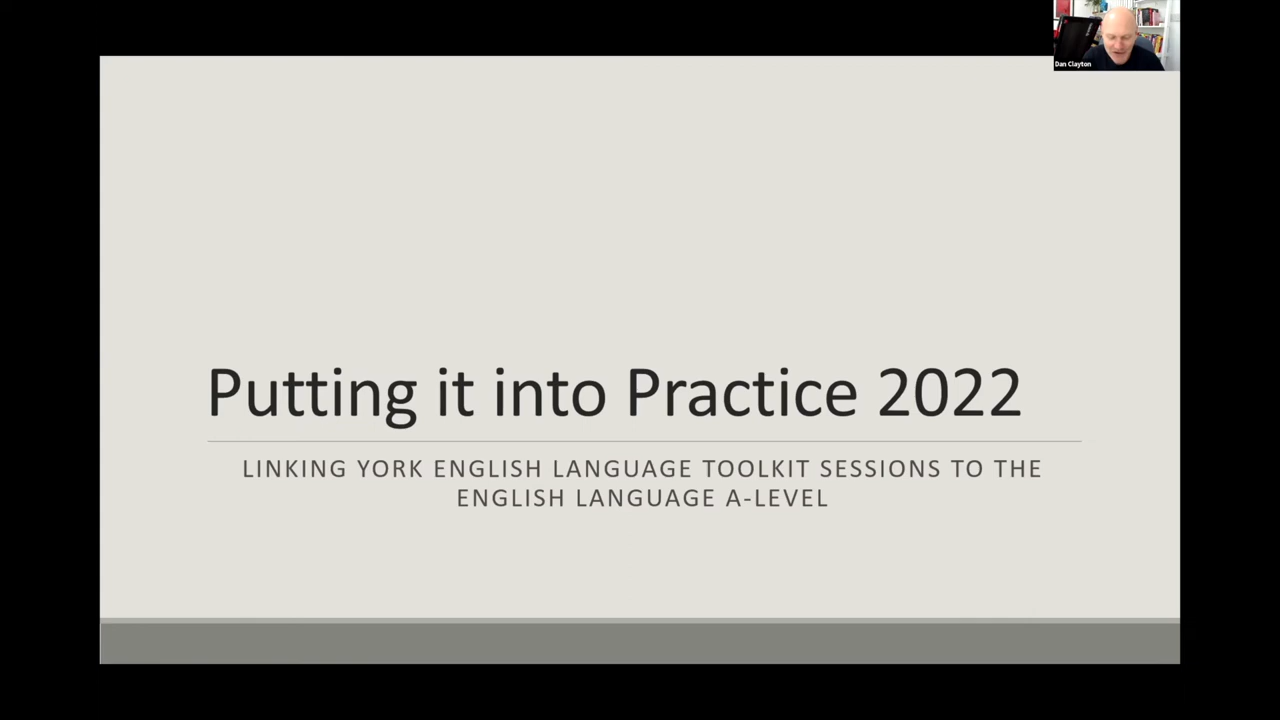 Dan Clayton
Putting it into Practice 2022
LINKING YORK ENGLISH LANGUAGE TOOLKIT SESSIONS TO THE
ENGLISH LANGUAGE A-LEVEL